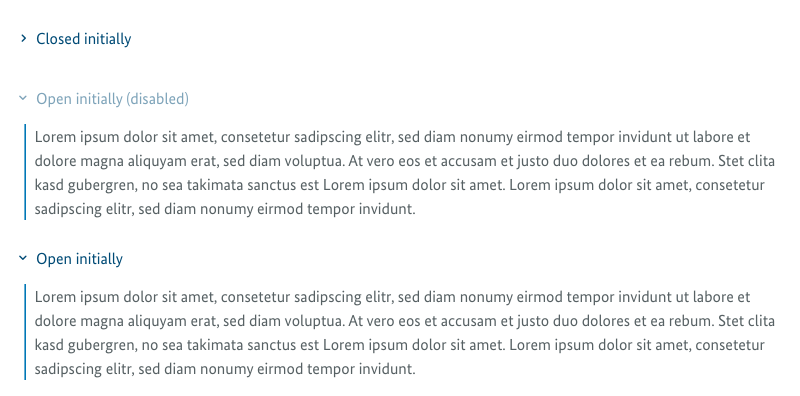 Closed initially
Open initially (disabled)
Lorem ipsum dolor sit amet, consetetur sadipscing elitr, sed diam nonumy eirmod tempor invidunt ut labore et
dolore magna aliquyam erat, sed diam voluptua. At vero eos et accusam et justo duo dolores et ea rebum. Stet clita
kasd gubergren, no sea takimata sanctus est Lorem ipsum dolor sit amet. Lorem ipsum dolor sit amet, consetetur
sadipscing elitr, sed diam nonumy eirmod tempor invidunt.
Open initially
Lorem ipsum dolor sit amet, consetetur sadipscing elitr, sed diam nonumy eirmod tempor invidunt ut labore et
dolore magna aliquyam erat, sed diam voluptua. At vero eos et accusam et justo duo dolores et ea rebum. Stet clita
kasd gubergren, no sea takimata sanctus est Lorem ipsum dolor sit amet. Lorem ipsum dolor sit amet, consetetur
sadipscing elitr, sed diam nonumy eirmod tempor invidunt.